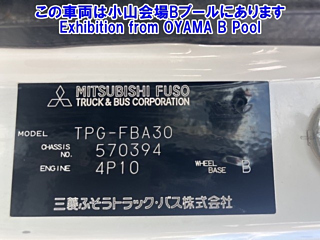 この車両は小山会場Bプールにあります
Exhibition from OYAMA B Pool
MITSUBISHI FUSO
TRUCK & BUS CORPORATION
MODEL TPG-FBA30
CHASSIS NO. 570394
ENGINE 4P10 WHEEL BASE B
三菱ふそうトラック・バス株式会社